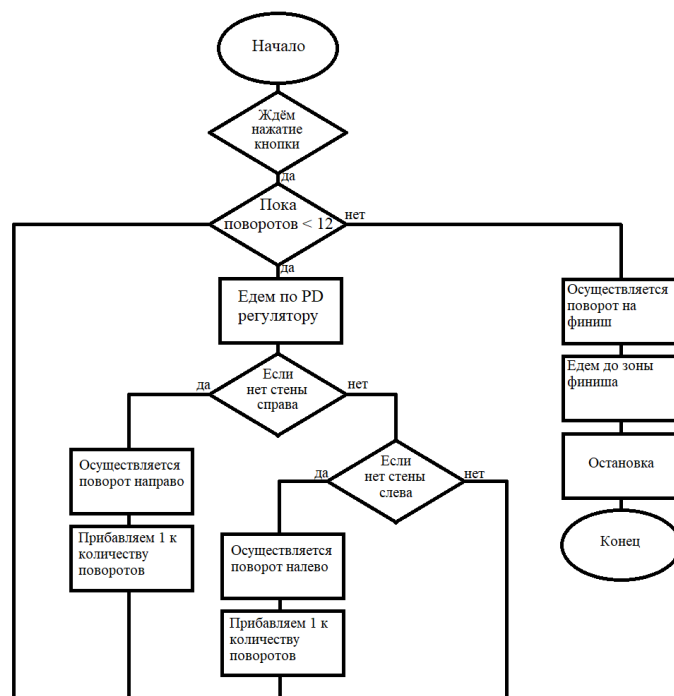 Начало
Ждём
нажатие
кнопки
да
Пока
поворотов < 12
нет
да
Едем по PD
регулятору
Осуществляется
поворот на
финиш
Едем до зоны
финиша
Остановка
Конец
Если
нет стены
справа
да
нет
Осуществляется
поворот направо
Прибавляем 1 к
количеству
поворотов
Если
нет стены
слева
да
нет
Осуществляется
поворот налево
Прибавляем 1 к
количеству
поворотов